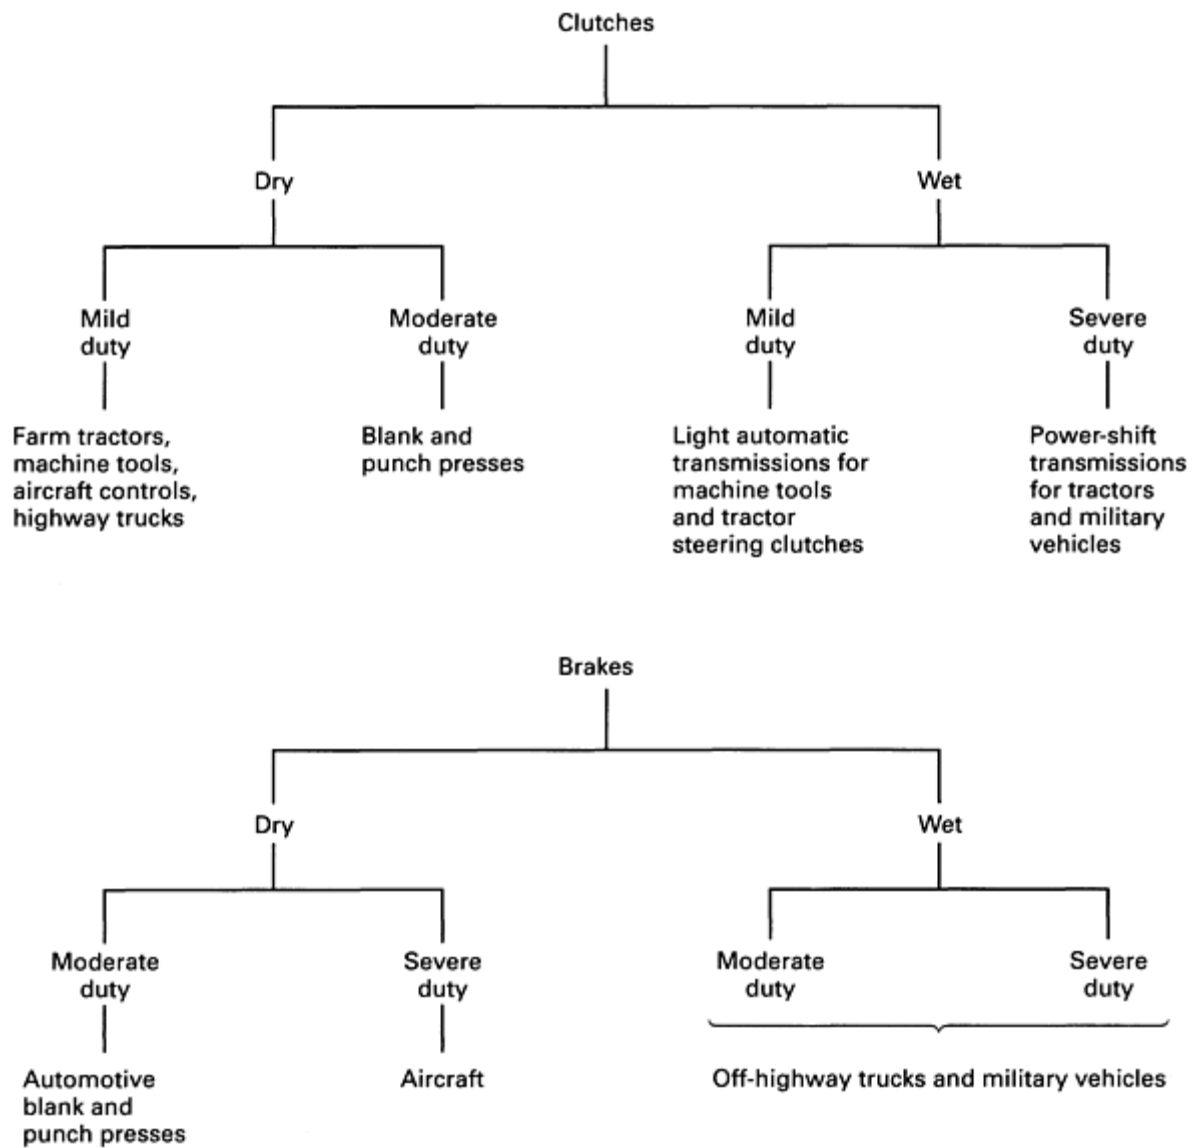 Clutches
Dry
Wet
Mild
duty
Moderate
duty
Mild
duty
Severe
duty
Farm tractors,
machine tools,
aircraft controls,
highway trucks
Blank and
punch presses
Light automatic
transmissions for
machine tools
and tractor
steering clutches
Power-shift
transmissions
for tractors
and military
vehicles
Brakes
Dry
Wet
Moderate
duty
Severe
duty
Moderate
duty
Severe
duty
Automotive
blank and
punch presses
Aircraft
Off-highway trucks and military vehicles